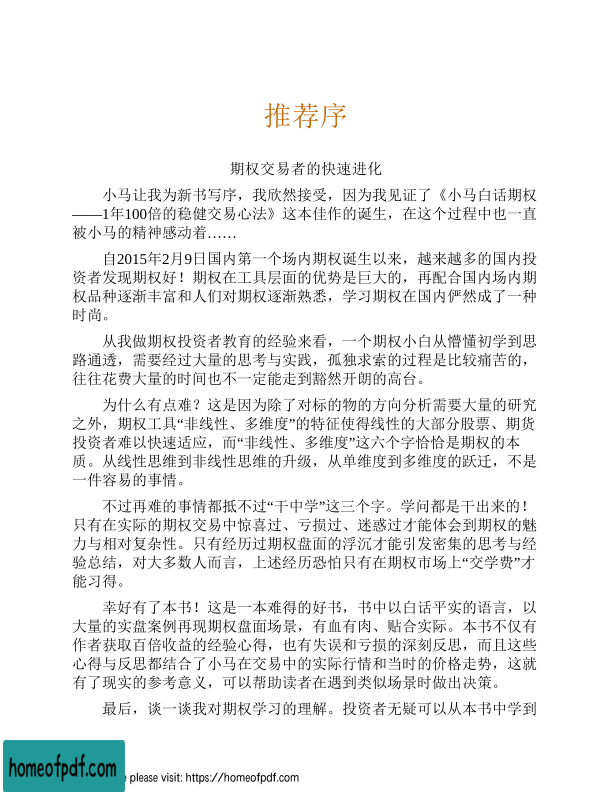 推荐序
期权交易者的快速进化
小马让我为新书写序，我欣然接受，因为我见证了《小马白话期权
——1年100倍的稳健交易心法》这本佳作的诞生，在这个过程中也一直
被小马的精神感动着……
自2015年2月9日国内第一个场内期权诞生以来，越来越多的国内投
资者发现期权好！期权在工具层面的优势是巨大的，再配合国内场内期
权品种逐渐丰富和人们对期权逐渐熟悉，学习期权在国内俨然成了一种
时尚。
从我做期权投资者教育的经验来看，一个期权小白从懵懂初学到思
路通透，需要经过大量的思考与实践，孤独求索的过程是比较痛苦的，
往往花费大量的时间也不一定能走到豁然开朗的高台。
为什么有点难？这是因为除了对标的物的方向分析需要大量的研究
之外，期权工具“非线性、多维度”的特征使得线性的大部分股票、期货
投资者难以快速适应，而“非线性、多维度”这六个字恰恰是期权的本
质。从线性思维到非线性思维的升级，从单维度到多维度的跃迁，不是
一件容易的事情。
不过再难的事情都抵不过“干中学”这三个字。学问都是干出来的！
只有在实际的期权交易中惊喜过、亏损过、迷惑过才能体会到期权的魅
力与相对复杂性。只有经历过期权盘面的浮沉才能引发密集的思考与经
验总结，对大多数人而言，上述经历恐怕只有在期权市场上“交学费”才
能习得。
幸好有了本书！这是一本难得的好书，书中以白话平实的语言，以
大量的实盘案例再现期权盘面场景，有血有肉、贴合实际。本书不仅有
作者获取百倍收益的经验心得，也有失误和亏损的深刻反思，而且这些
心得与反思都结合了小马在交易中的实际行情和当时的价格走势，这就
有了现实的参考意义，可以帮助读者在遇到类似场景时做出决策。
最后，谈一谈我对期权学习的理解。投资者无疑可以从本书中学到
homeofpdf.com
e please visit: https://homeofpdf.com